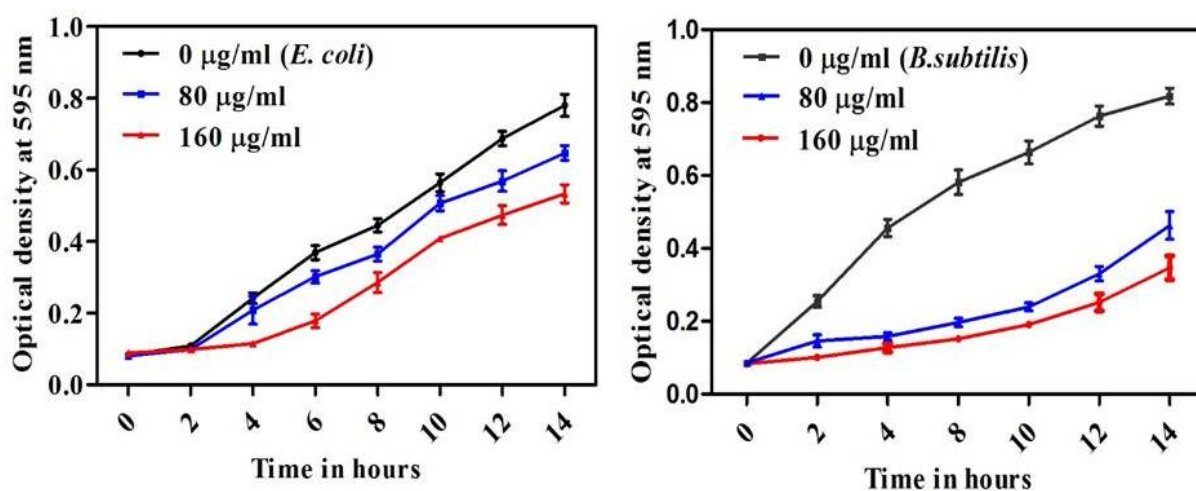 Optical density at 595 nm
1.0
0.8
0.6
0.4
0.2
0.0
0 μg/ml (E. coli)
80 μg/ml
160 μg/ml
0 2 4 6 8 10 12 14
Time in hours
Optical density at 595 nm
1.0
0.8
0.6
0.4
0.2
0.0
0 μg/ml (B.subtilis)
80 μg/ml
160 μg/ml
0 2 4 8 10 12 14
Time in hours